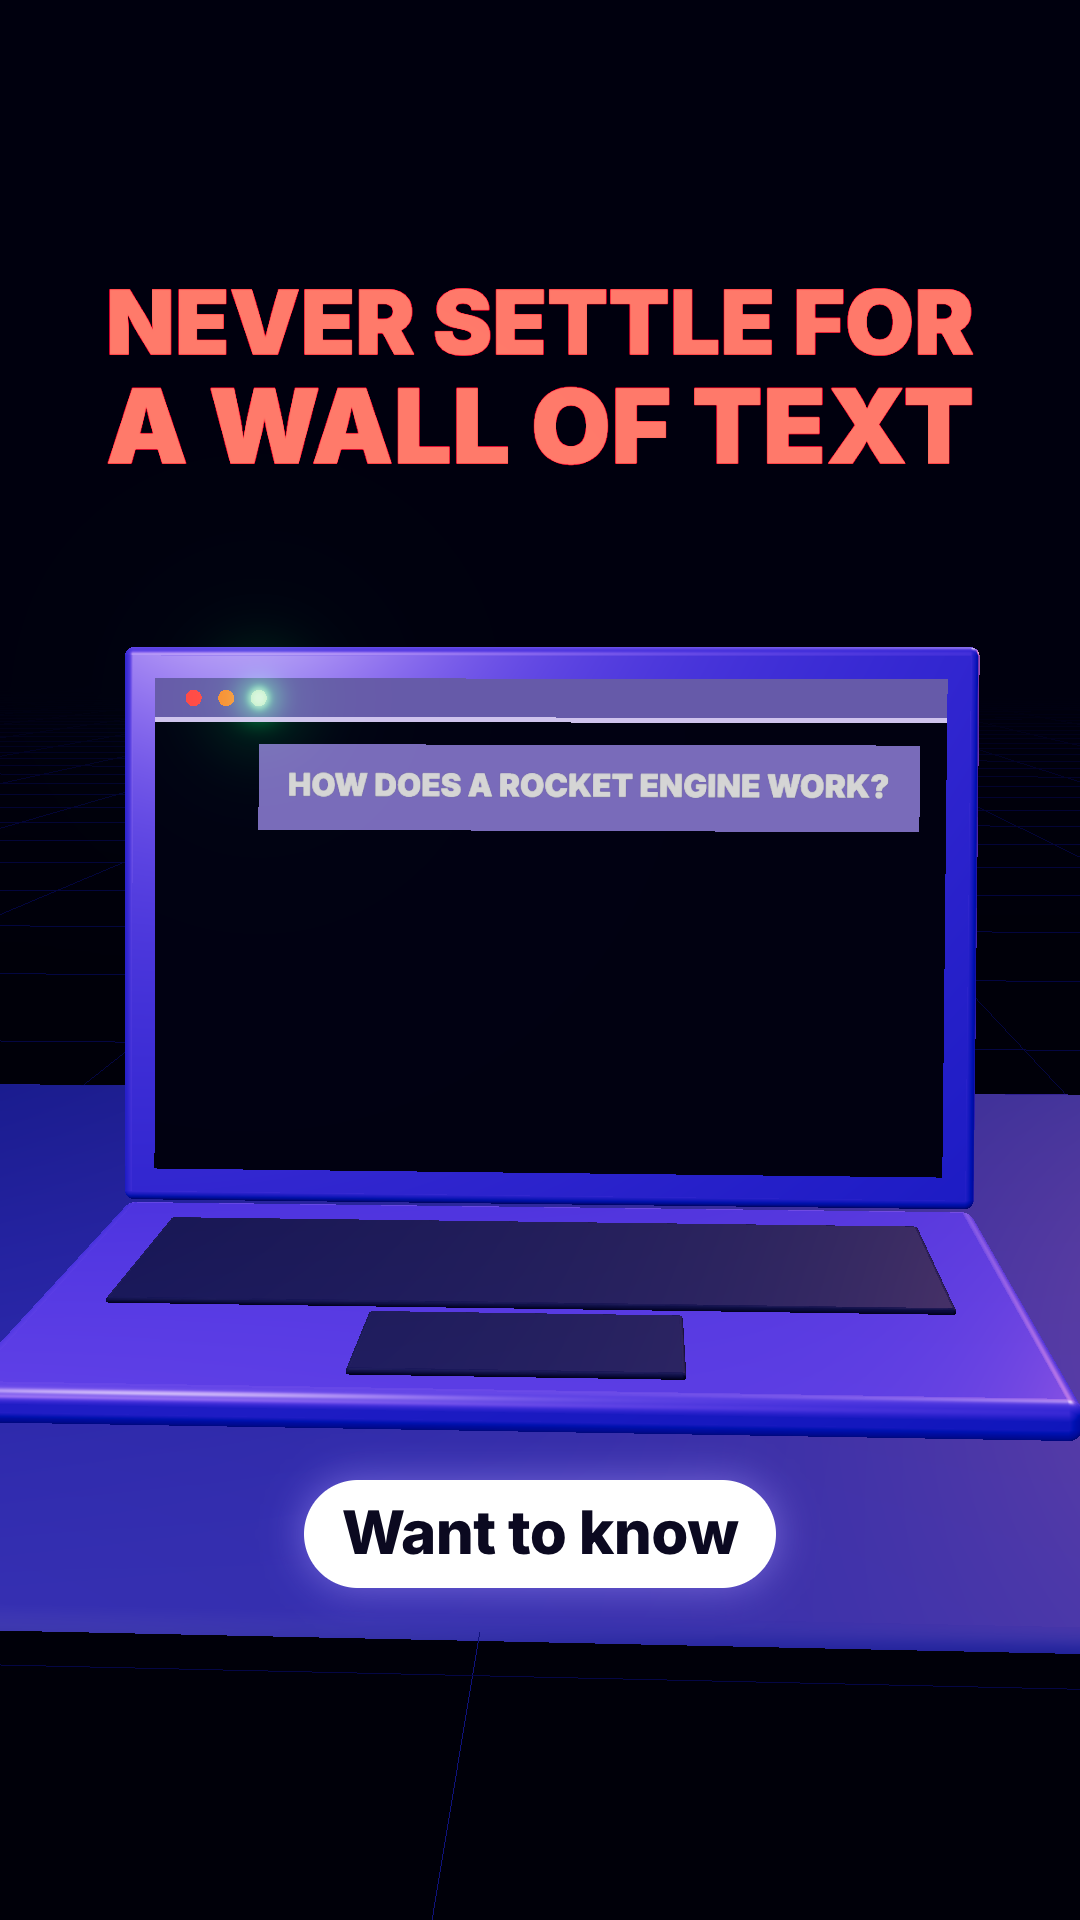 NEVER SETTLE FOR
A WALL OF TEXT
HOW DOES A ROCKET ENGINE WORK?
Want to know